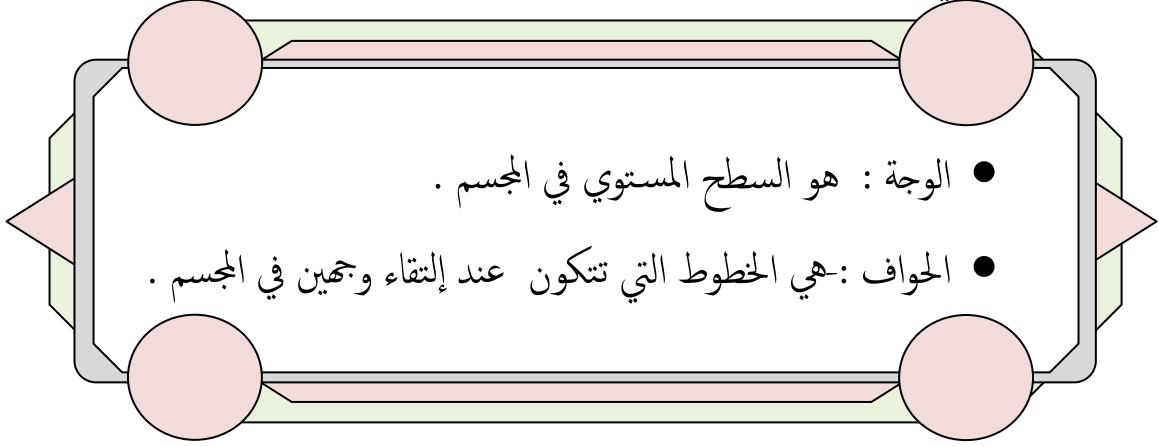 ● الوجة : هو السطح المستوي في المجسم .
● الحواف :-هي الخطوط التي تتكون عند إلتقاء وجهين في المجسم .